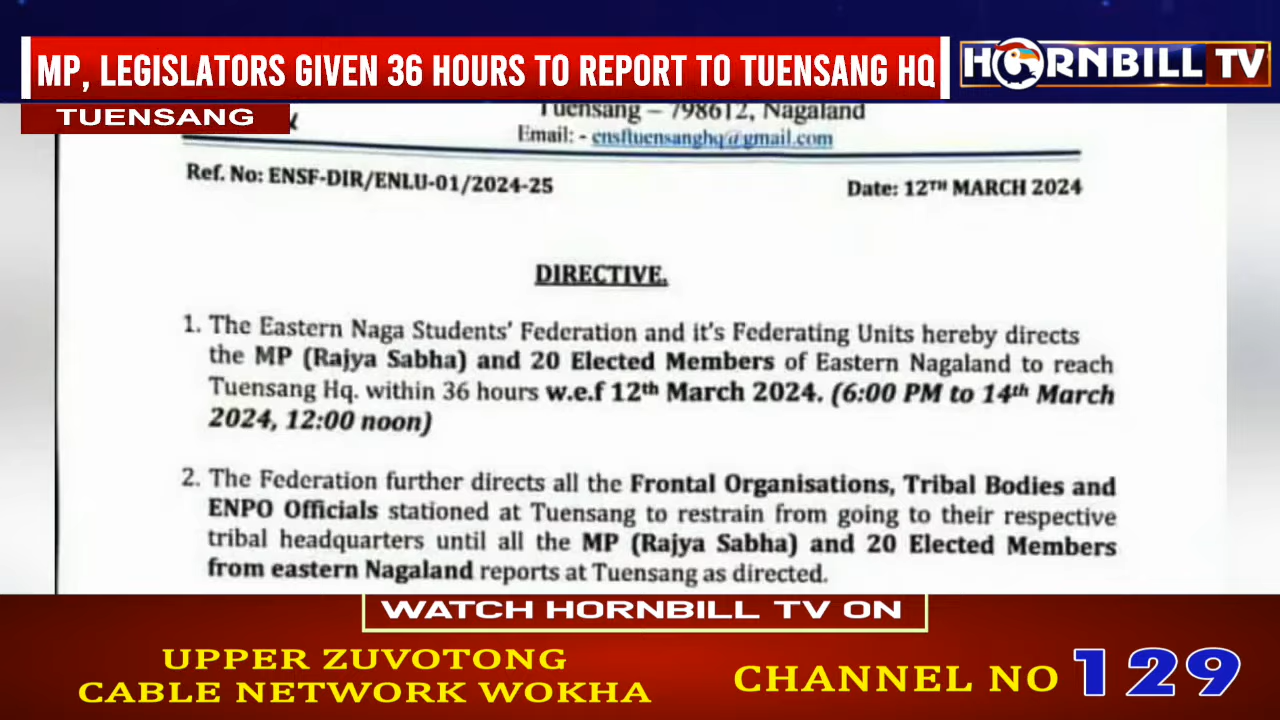 MP, LEGISLATORS GIVEN 36 HOURS TO REPORT TO TUENSANG HQ
HORNBILL TV
TUENSANG
Tuensang – 798612, Nagaland
Email: - ensftuensanghq@gmail.com
Ref. No: ENSF-DIR/ENLU-01/2024-25
Date: 12TH MARCH 2024
DIRECTIVE.
1. The Eastern Naga Students' Federation and it's Federating Units hereby directs
the MP (Rajya Sabha) and 20 Elected Members of Eastern Nagaland to reach
Tuensang Hq. within 36 hours w.e.f 12th March 2024. (6:00 PM to 14th March
2024, 12:00 noon)
2. The Federation further directs all the Frontal Organisations, Tribal Bodies and
ENPO Officials stationed at Tuensang to restrain from going to their respective
tribal headquarters until all the MP (Rajya Sabha) and 20 Elected Members
from eastern Nagaland reports at Tuensang as directed.
WATCH HORNBILL TV ON
UPPER ZUVOTONG
CABLE NETWORK WOKHA
CHANNEL NO 129